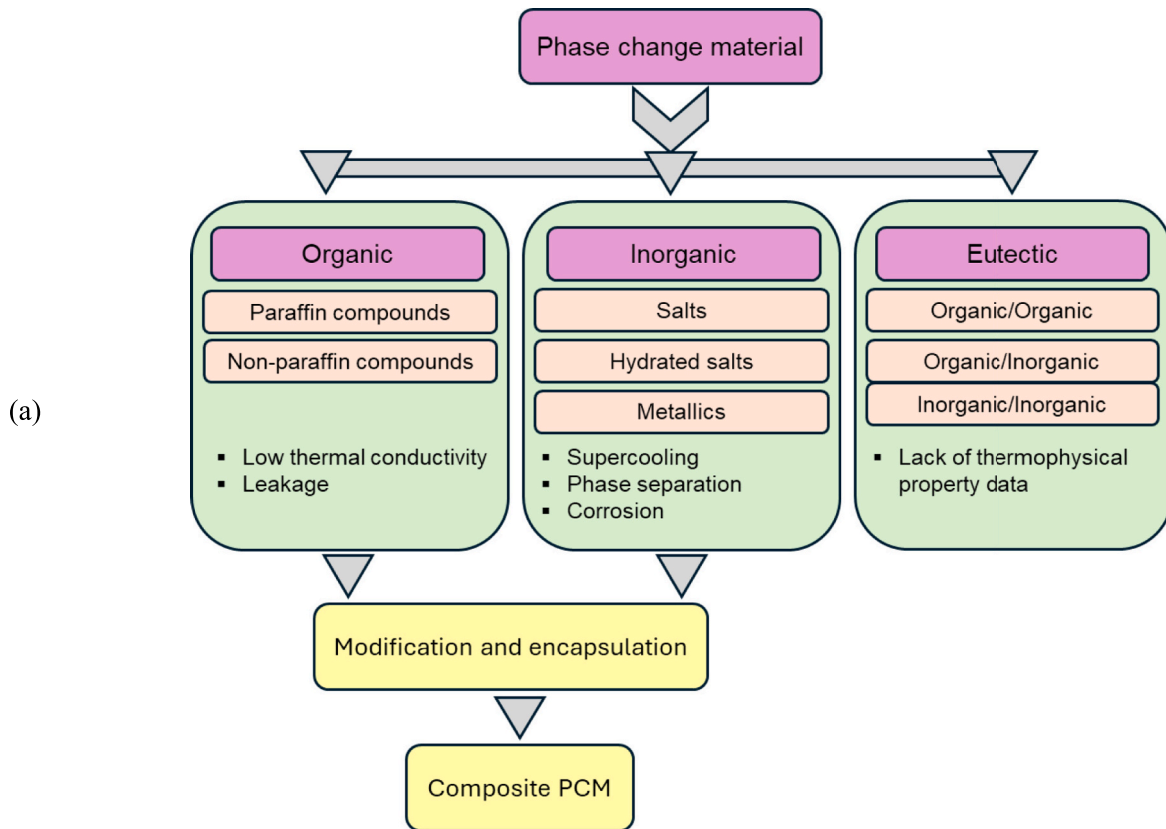 Phase change material
Organic
Paraffin compounds
Non-paraffin compounds
▪ Low thermal conductivity
▪ Leakage
Inorganic
Salts
Hydrated salts
Metallics
▪ Supercooling
▪ Phase separation
▪ Corrosion
Eutectic
Organic/Organic
Organic/Inorganic
Inorganic/Inorganic
▪ Lack of thermophysical
property data
(a)
Modification and encapsulation
Composite PCM